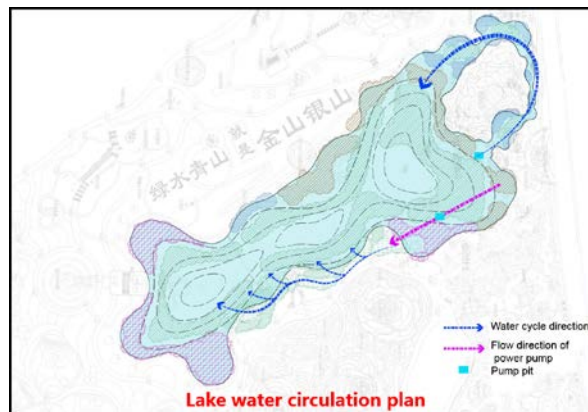 绿水青山就是金山银山
Water cycle direction
Flow direction of
power pump
Pump pit
Lake water circulation plan